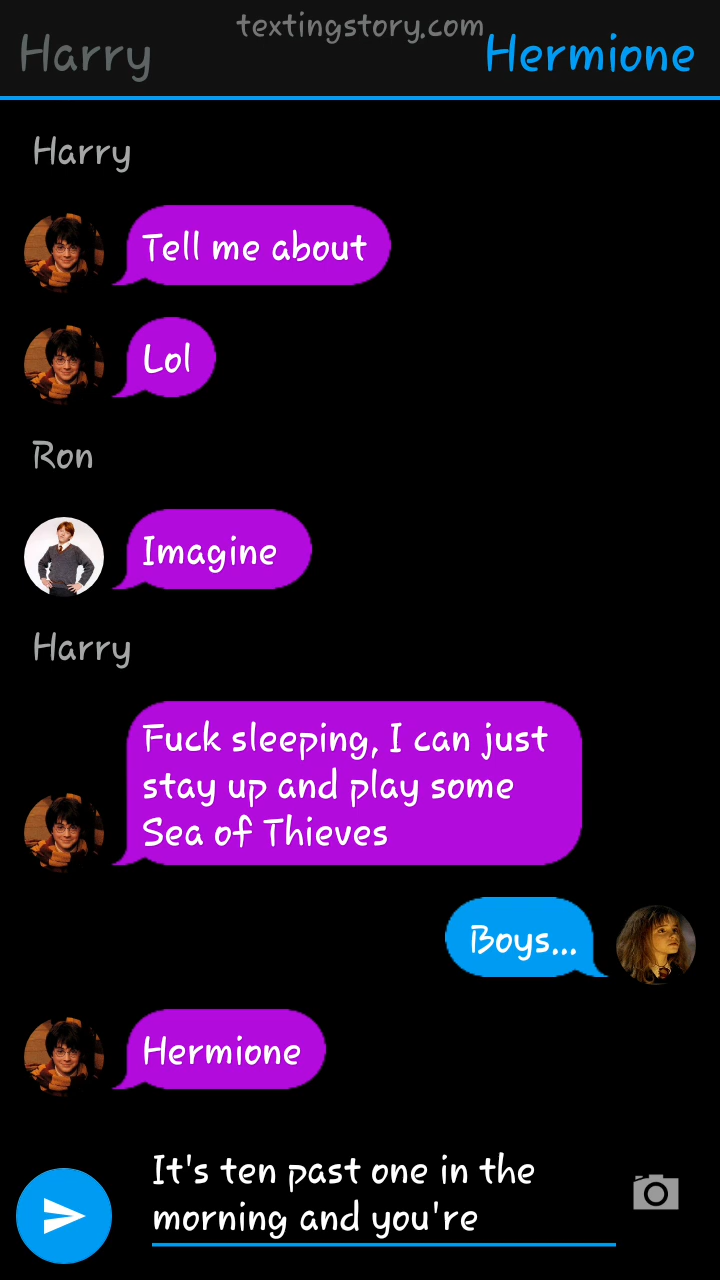 textingstory.com
Harry
Hermione
Harry
Tell me about
Lol
Ron
Imagine
Harry
Fuck sleeping, I can just
stay up and play some
Sea of Thieves
Boys...
Hermione
It's ten past one in the
morning and you're